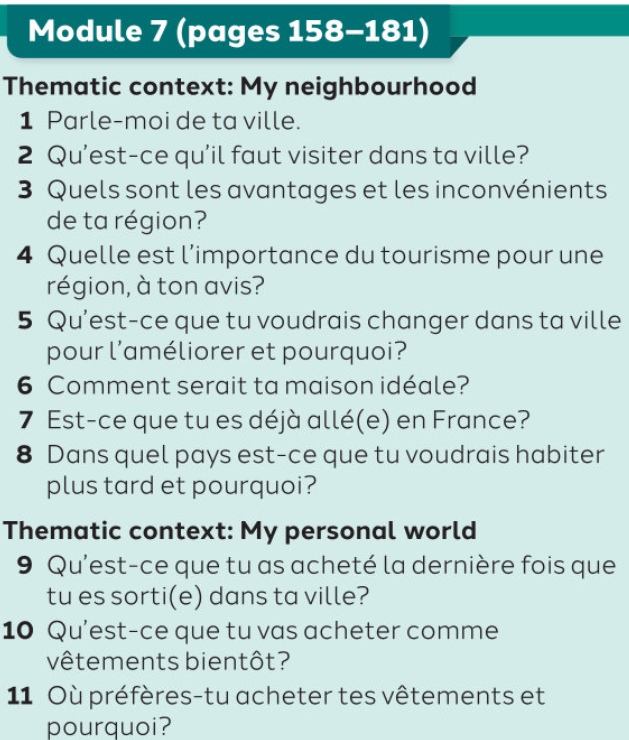 Module 7 (pages 158–181)
Thematic context: My neighbourhood
1 Parle-moi de ta ville.
2 Qu’est-ce qu’il faut visiter dans ta ville?
3 Quels sont les avantages et les inconvénients
de ta région?
4 Quelle est l’importance du tourisme pour une
région, à ton avis?
5 Qu’est-ce que tu voudrais changer dans ta ville
pour l’améliorer et pourquoi?
6 Comment serait ta maison idéale?
7 Est-ce que tu es déjà allé(e) en France?
8 Dans quel pays est-ce que tu voudrais habiter
plus tard et pourquoi?
Thematic context: My personal world
9 Qu’est-ce que tu as acheté la dernière fois que
tu es sorti(e) dans ta ville?
10 Qu’est-ce que tu vas acheter comme
vêtements bientôt?
11 Où préfères-tu acheter tes vêtements et
pourquoi?